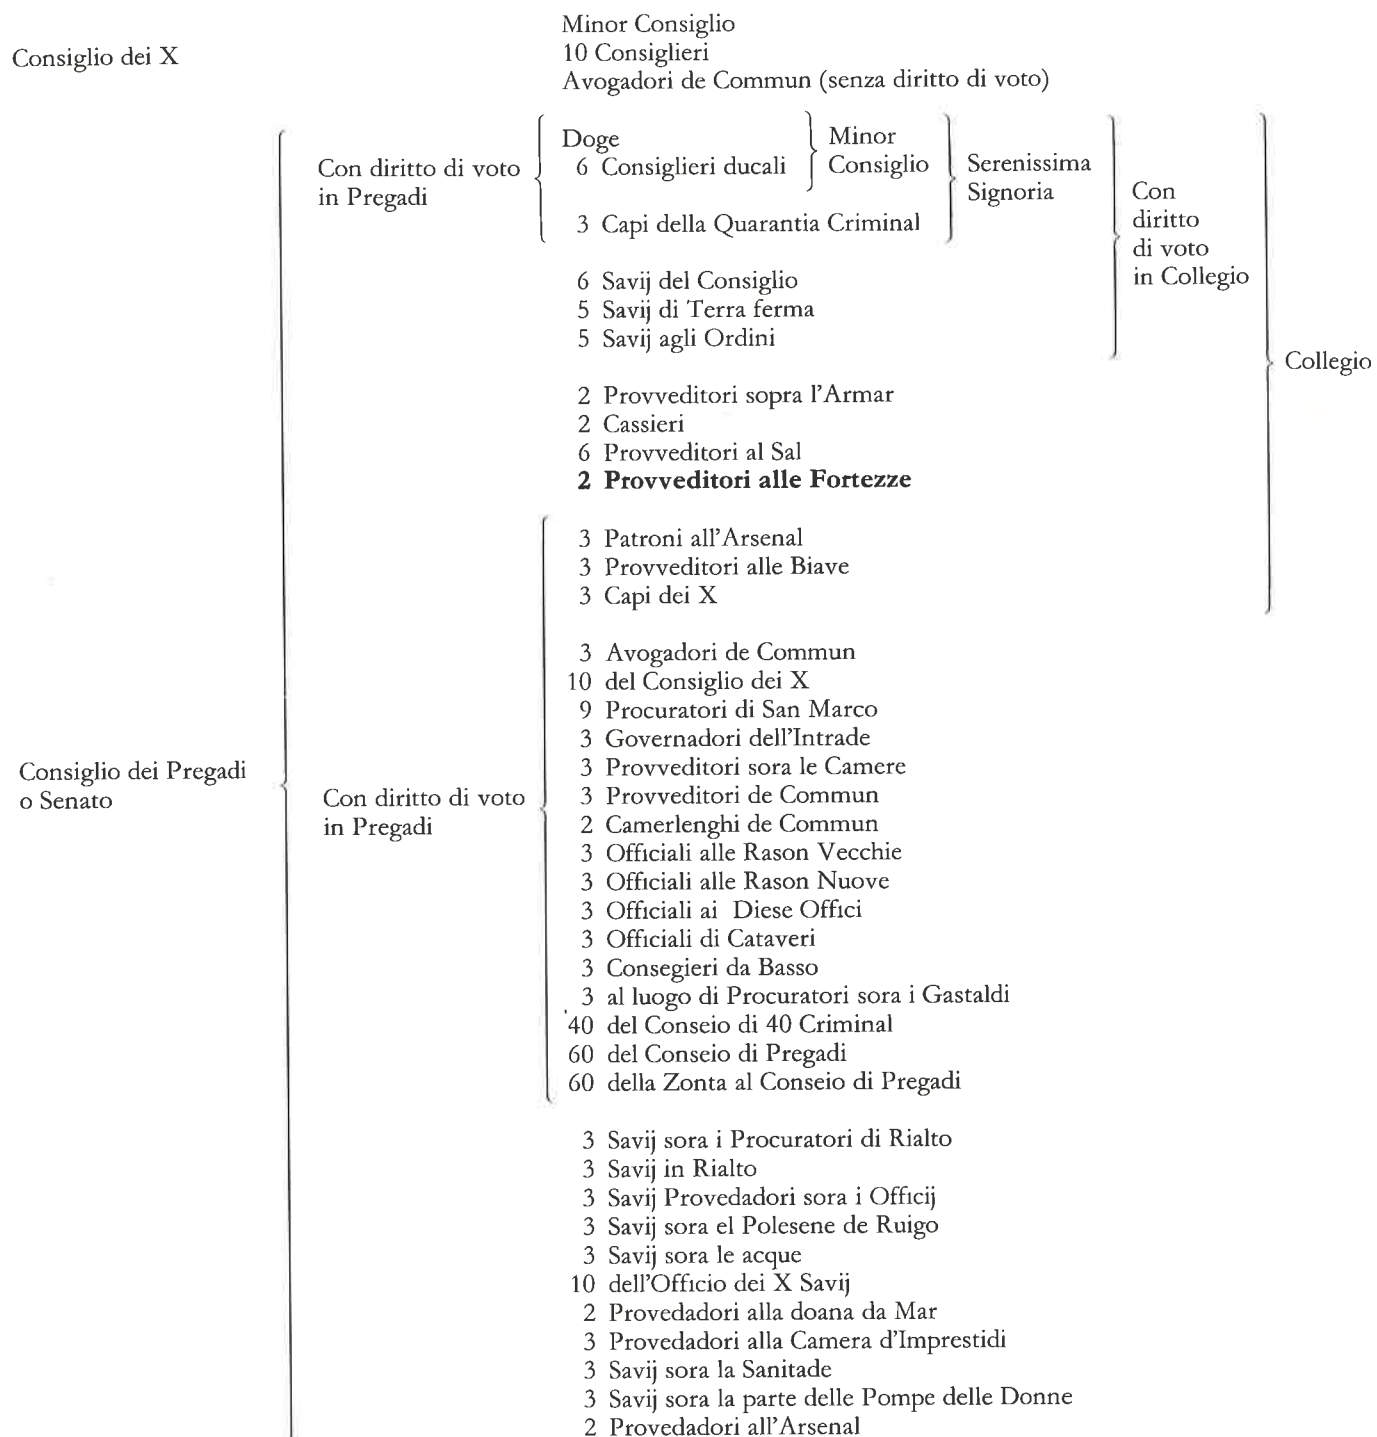 Consiglio dei X
Minor Consiglio
10 Consiglieri
Avogadori de Commun (senza diritto di voto)
Con diritto di voto
in Pregadi
Doge
6 Consiglieri ducali
Minor
Consiglio
3 Capi della Quarantia Criminal
Serenissima
Signoria
Con
diritto
di voto
in Collegio
6 Savij del Consiglio
5 Savij di Terra ferma
5 Savij agli Ordini
Collegio
2 Provveditori sopra l'Armar
2 Cassieri
6 Provveditori al Sal
2 Provveditori alle Fortezze
3 Patroni all'Arsenal
3 Provveditori alle Biave
3 Capi dei X
Consiglio dei Pregadi
o Senato
Con diritto di voto
in Pregadi
3 Avogadori de Commun
10 del Consiglio dei X
9 Procuratori di San Marco
3 Governadori dell'Intrade
3 Provveditori sora le Camere
3 Provveditori de Commun
2 Camerlenghi de Commun
3 Officiali alle Rason Vecchie
3 Officiali alle Rason Nuove
3 Officiali ai Diese Offici
3 Officiali di Cataveri
3 Consegieri da Basso
3 al luogo di Procuratori sora i Gastaldi
40 del Conseio di 40 Criminal
60 del Conseio di Pregadi
60 della Zonta al Conseio di Pregadi
3 Savij sora i Procuratori di Rialto
3 Savij in Rialto
3 Savij Provedadori sora i Officij
3 Savij sora el Polesene de Ruigo
3 Savij sora le acque
10 dell'Officio dei X Savij
2 Provedadori alla doana da Mar
3 Provedadori alla Camera d'Imprestidi
3 Savij sora la Sanitade
3 Savij sora la parte delle Pompe delle Donne
2 Provedadori all'Arsenal